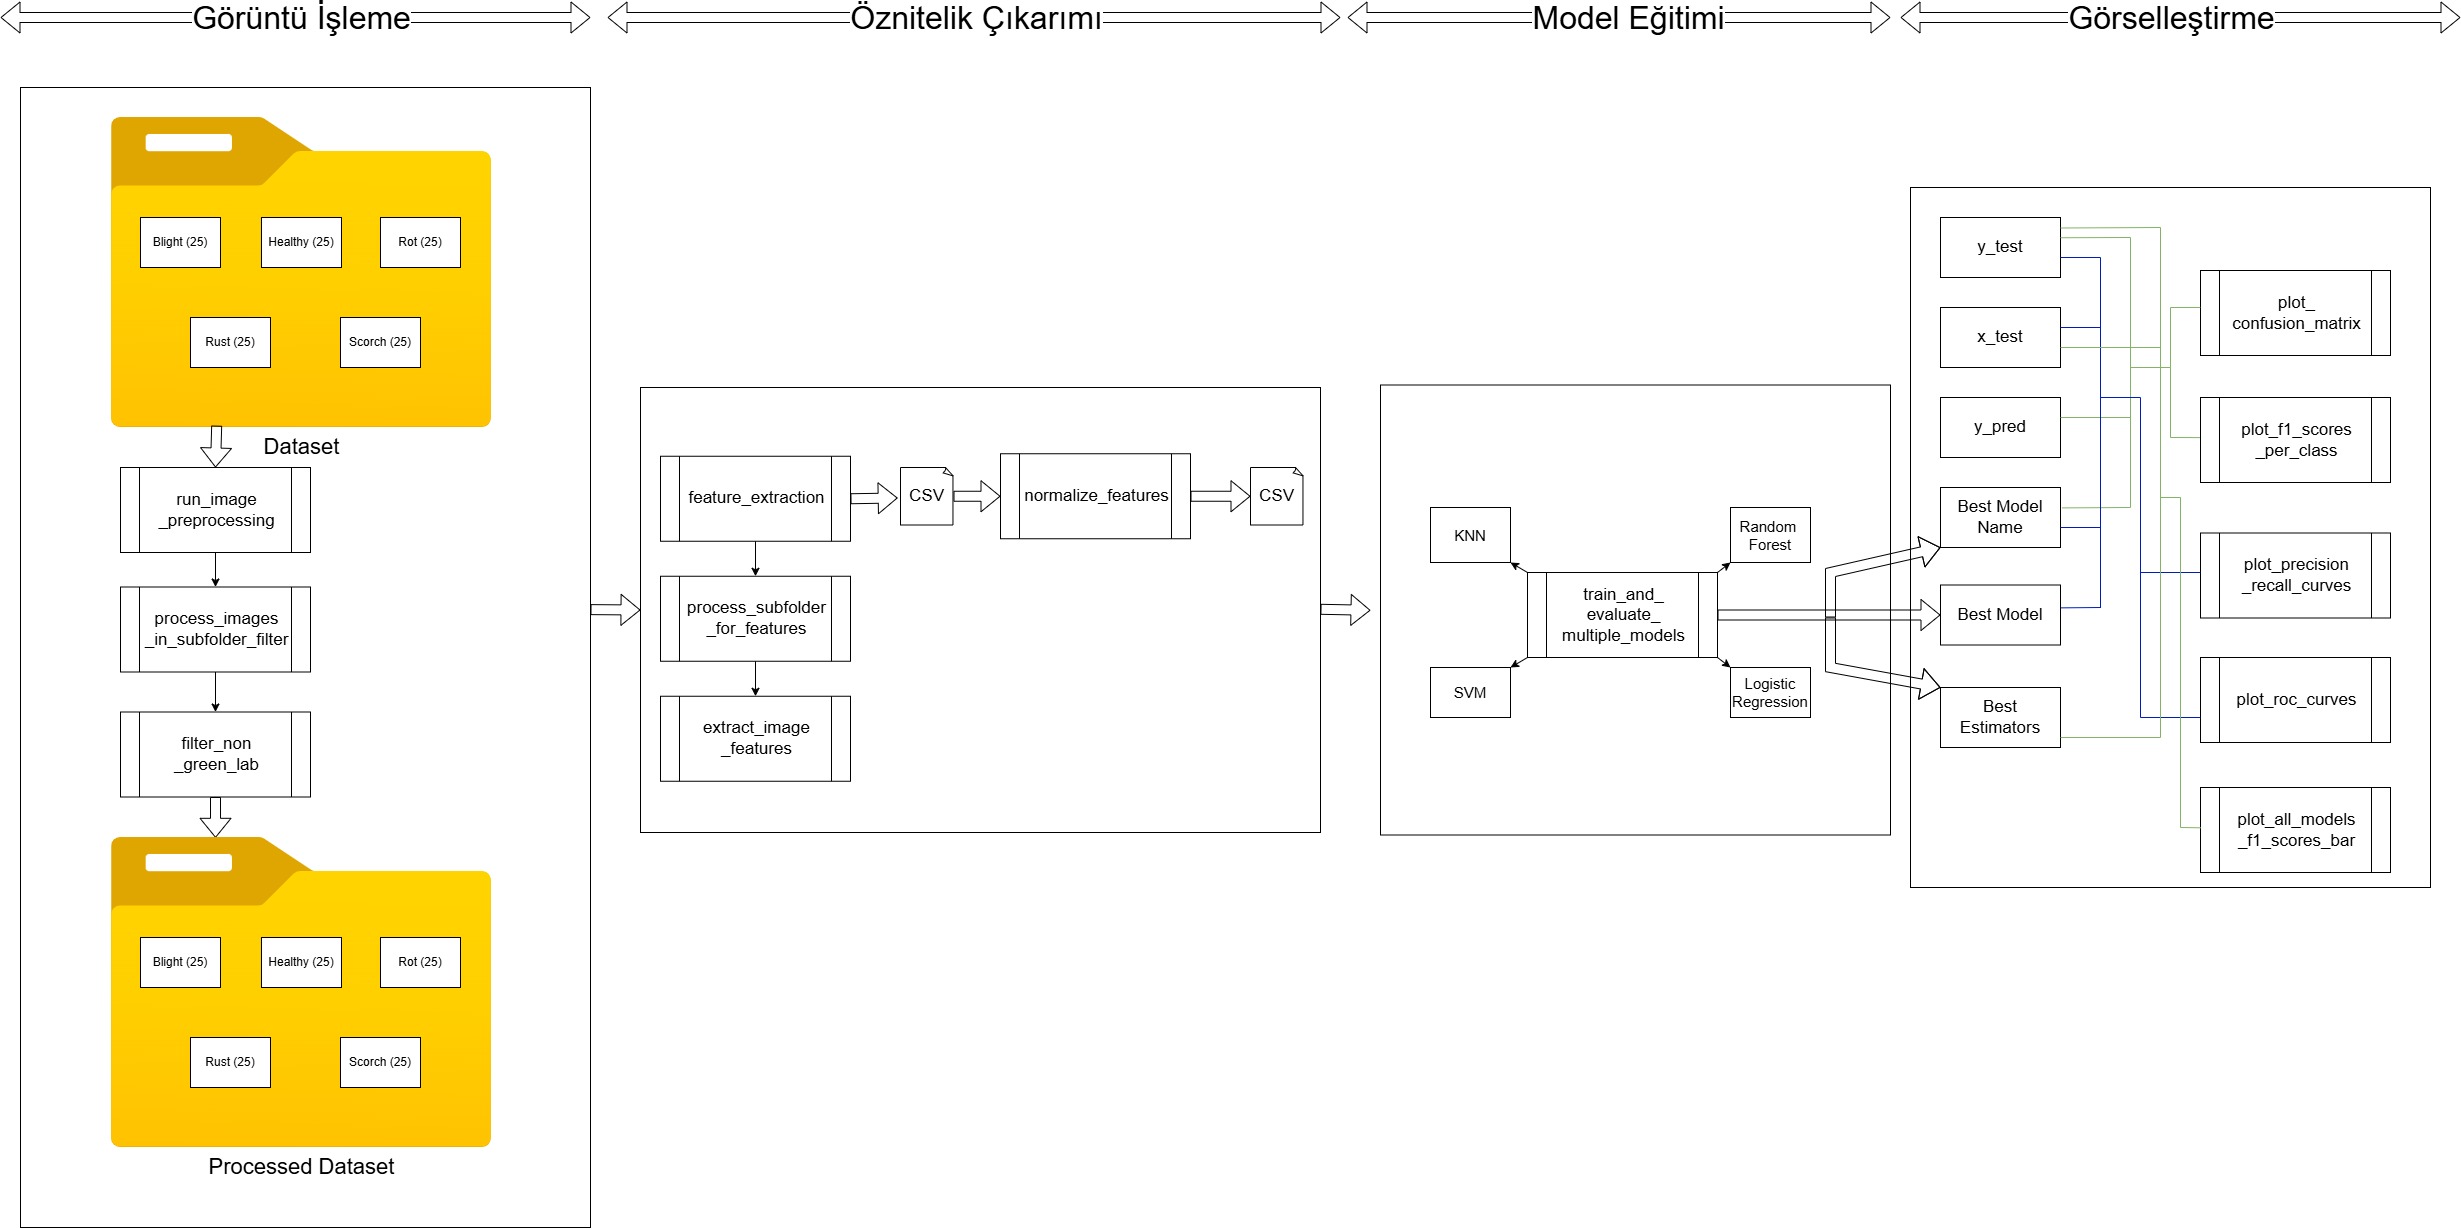 Görüntü İşleme
Öznitelik Çıkarımı
Model Eğitimi
Görselleştirme
Blight (25)
Healthy (25)
Rot (25)
Rust (25)
Scorch (25)
Dataset
run_image
_preprocessing
process_images
_in_subfolder_filter
filter_non
_green_lab
Blight (25)
Healthy (25)
Rot (25)
Rust (25)
Scorch (25)
Processed Dataset
feature_extraction
CSV
normalize_features
CSV
process_subfolder
_for_features
extract_image
_features
KNN
Random
Forest
train_and_
evaluate_
multiple_models
SVM
Logistic
Regression
y_test
x_test
y_pred
Best Model
Name
Best Model
Best
Estimators
plot_
confusion_matrix
plot_f1_scores
_per_class
plot_precision
_recall_curves
plot_roc_curves
plot_all_models
_f1_scores_bar